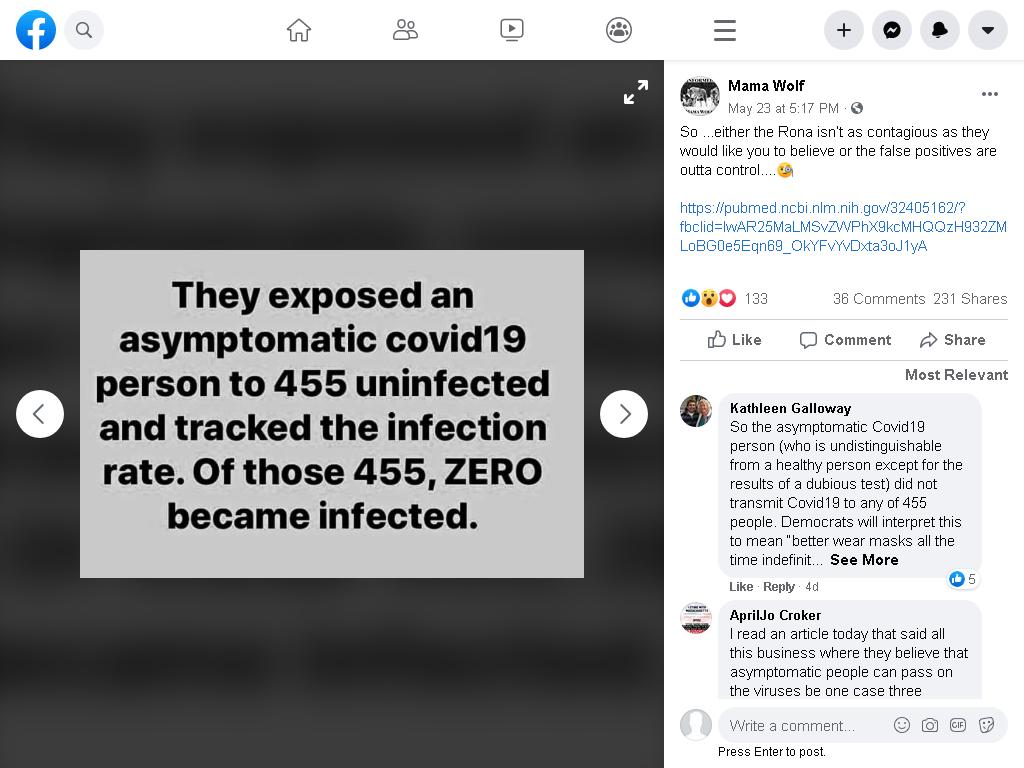 Mama Wolf
May 23 at 5:17 PM ·
So ...either the Rona isn't as contagious as they
would like you to believe or the false positives are
outta control....🧐
https://pubmed.ncbi.nlm.nih.gov/32405162/?
fbclid=IwAR25MaLMSvZWPhX9kcMHQQzH932ZM
LoBG0e5Eqn69_OkYFvYvDxta3oJ1yA
They exposed an
asymptomatic covid19
person to 455 uninfected
and tracked the infection
rate. Of those 455, ZERO
became infected.
133
36 Comments 231 Shares
Like
Comment
Share
Most Relevant
Kathleen Galloway
So the asymptomatic Covid19
person (who is undistinguishable
from a healthy person except for the
results of a dubious test) did not
transmit Covid19 to any of 455
people. Democrats will interpret this
to mean "better wear masks all the
time indefinit... See More
5
Like · Reply · 4d
AprilJo Croker
I read an article today that said all
this business where they believe that
asymptomatic people can pass on
the viruses be one case three
Write a comment...
GIF
Press Enter to post.